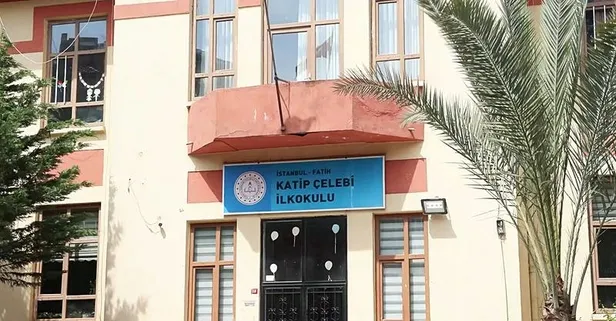 İSTANBUL - FATİH
KATİP ÇELEBİ
İLKOKULU